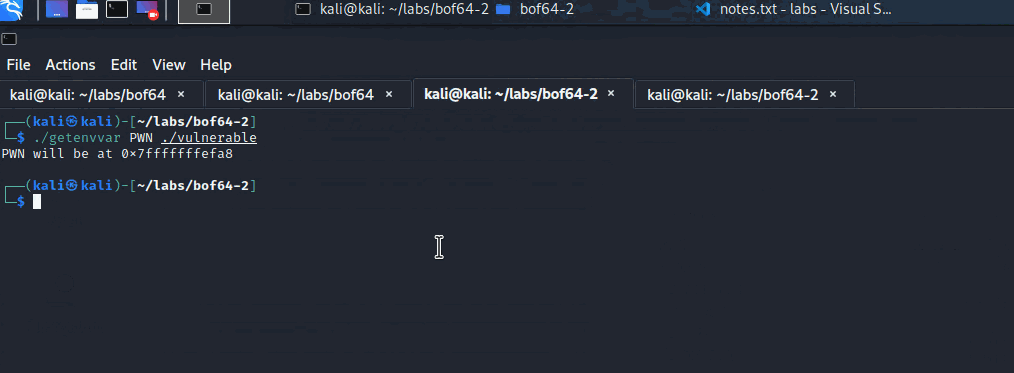 kali@kali: ~/labs/bof64-2 bof64-2 notes.txt - labs - Visual S...
File Actions Edit View Help
kali@kali: ~/labs/bof64 × kali@kali: ~/labs/bof64 × kali@kali: ~/labs/bof64-2 × kali@kali: ~/labs/bof64-2 ×
┌──(kali㉿kali)-[~/labs/bof64-2]
└─$ ./getenvvar PWN ./vulnerable
PWN will be at 0×7fffffffefa8
┌──(kali㉿kali)-[~/labs/bof64-2]
└─$